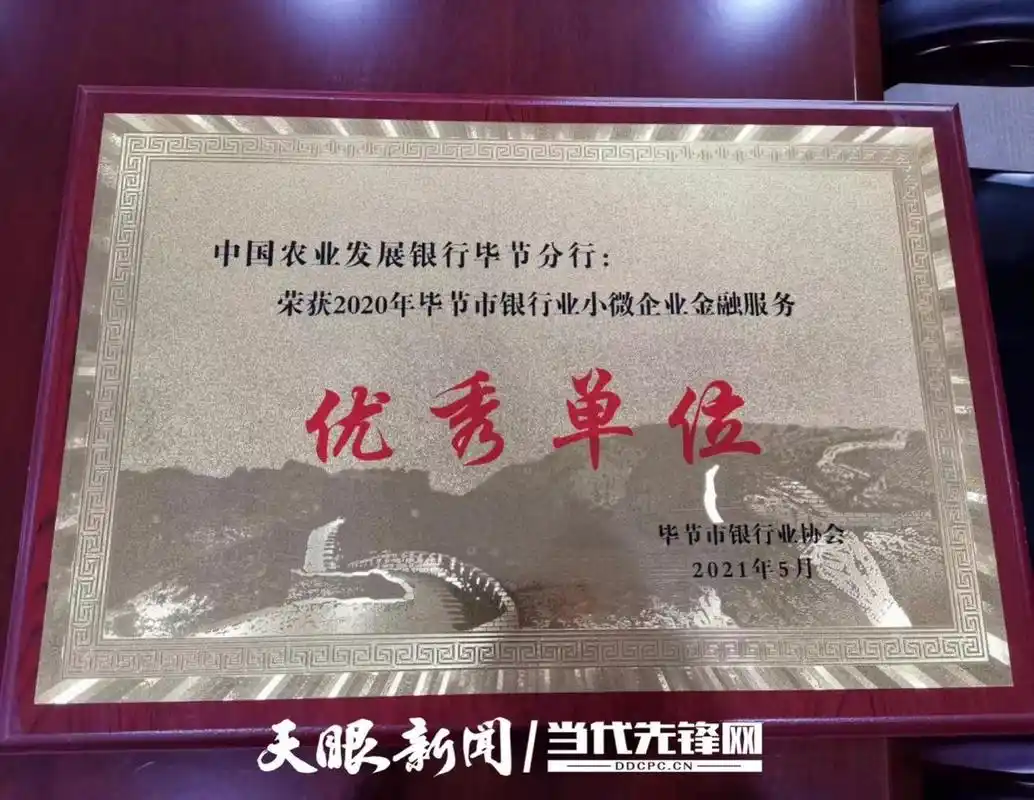 中国农业发展银行毕节分行:
荣获2020年毕节市银行业小微企业金融服务
优秀单位
毕节市银行业协会
2021年5月
天眼新闻/当代先锋网
DDCPC.CN